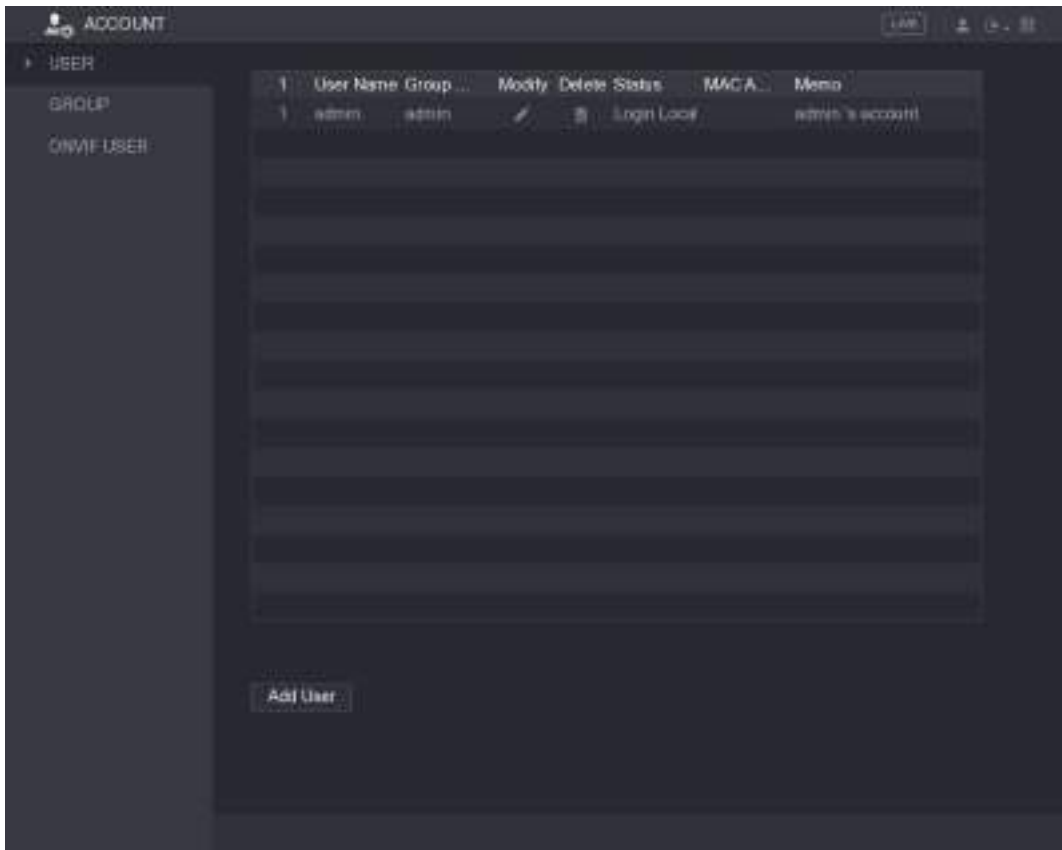 ACCOUNT LIVE
USER
GROUP
ONVIF USER
1 User Name Group ... Modify Delete Status MAC A... Memo
1 admin admin Login Local admin 's account
Add User